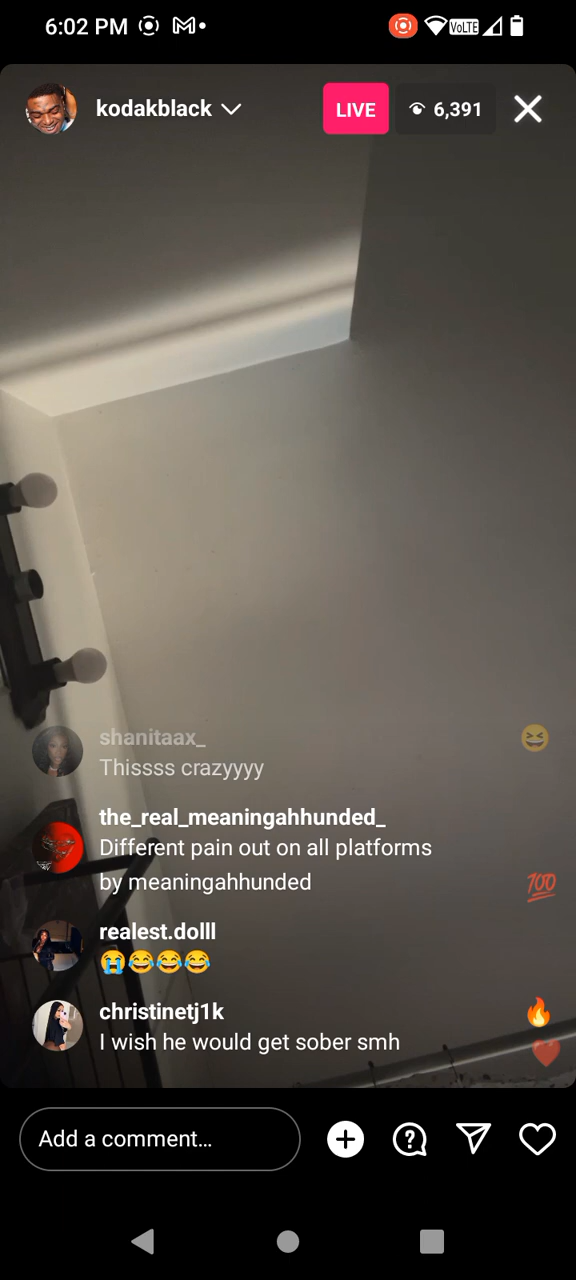 6:02 PM
VoLTE
kodakblack
LIVE
6,391
shanitaax_
Thissss crazyyyy
the_real_meaningahhunded_
Different pain out on all platforms
by meaningahhunded
💯
realest.dolll
😭😂😂😂
christinetj1k
I wish he would get sober smh
Add a comment…